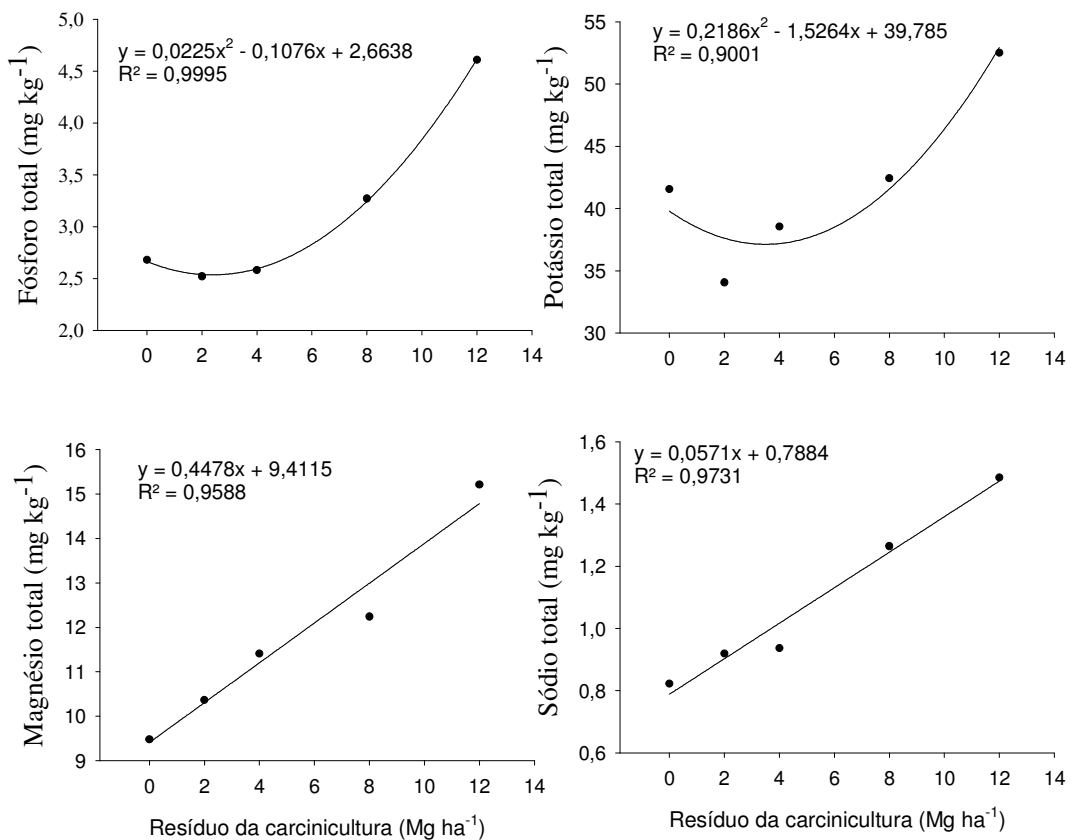 Fósforo total (mg kg⁻¹)
5,0
4,5
4,0
3,5
3,0
2,5
2,0
y = 0,0225x² - 0,1076x + 2,6638
R² = 0,9995
0 2 4 6 8 10 12 14
Potássio total (mg kg⁻¹)
55
50
45
40
35
30
y = 0,2186x² - 1,5264x + 39,785
R² = 0,9001
0 2 4 6 8 10 12 14
Magnésio total (mg kg⁻¹)
16
15
14
13
12
11
10
9
y = 0,4478x + 9,4115
R² = 0,9588
0 2 4 6 8 10 12 14
Resíduo da carcinicultura (Mg ha⁻¹)
Sódio total (mg kg⁻¹)
1,6
1,4
1,2
1,0
0,8
0,6
y = 0,0571x + 0,7884
R² = 0,9731
0 2 4 6 8 10 12 14
Resíduo da carcinicultura (Mg ha⁻¹)